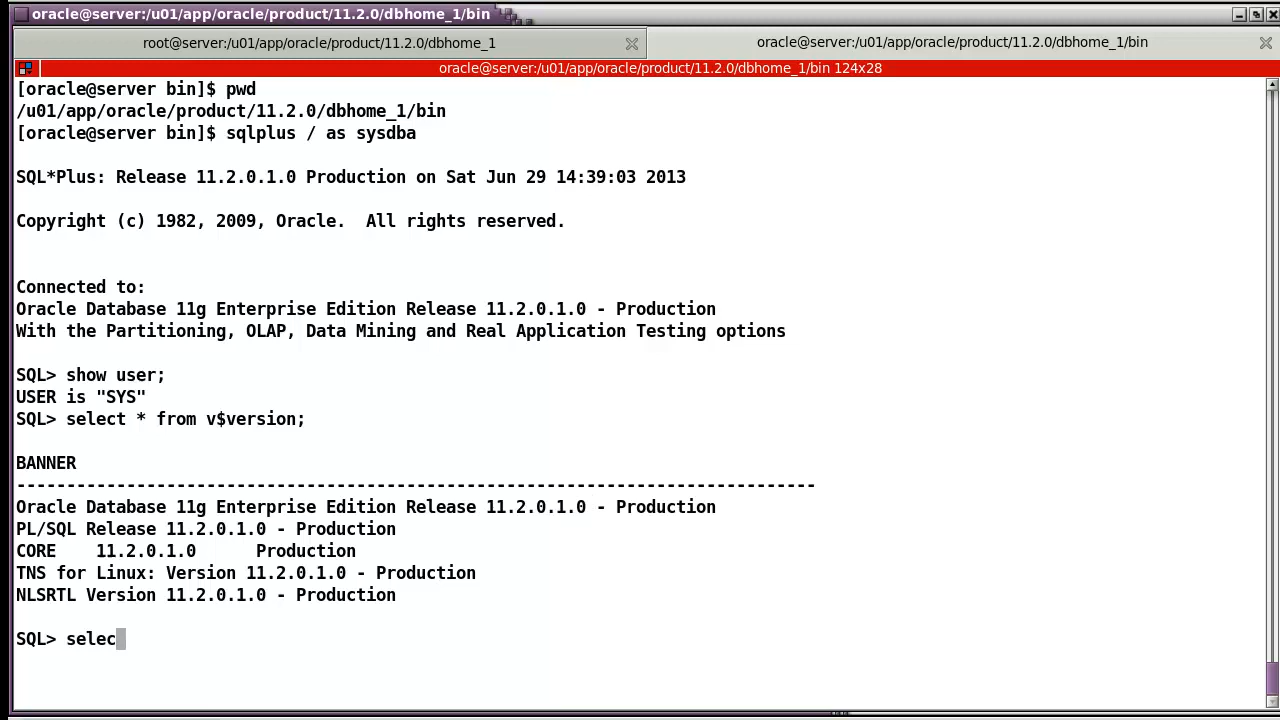 oracle@server:/u01/app/oracle/product/11.2.0/dbhome_1/bin
root@server:/u01/app/oracle/product/11.2.0/dbhome_1
oracle@server:/u01/app/oracle/product/11.2.0/dbhome_1/bin
oracle@server:/u01/app/oracle/product/11.2.0/dbhome_1/bin 124x28
[oracle@server bin]$ pwd
/u01/app/oracle/product/11.2.0/dbhome_1/bin
[oracle@server bin]$ sqlplus / as sysdba
SQL*Plus: Release 11.2.0.1.0 Production on Sat Jun 29 14:39:03 2013
Copyright (c) 1982, 2009, Oracle.  All rights reserved.
Connected to:
Oracle Database 11g Enterprise Edition Release 11.2.0.1.0 - Production
With the Partitioning, OLAP, Data Mining and Real Application Testing options
SQL> show user;
USER is "SYS"
SQL> select * from v$version;
BANNER
--------------------------------------------------------------------------------
Oracle Database 11g Enterprise Edition Release 11.2.0.1.0 - Production
PL/SQL Release 11.2.0.1.0 - Production
CORE    11.2.0.1.0      Production
TNS for Linux: Version 11.2.0.1.0 - Production
NLSRTL Version 11.2.0.1.0 - Production
SQL> selec